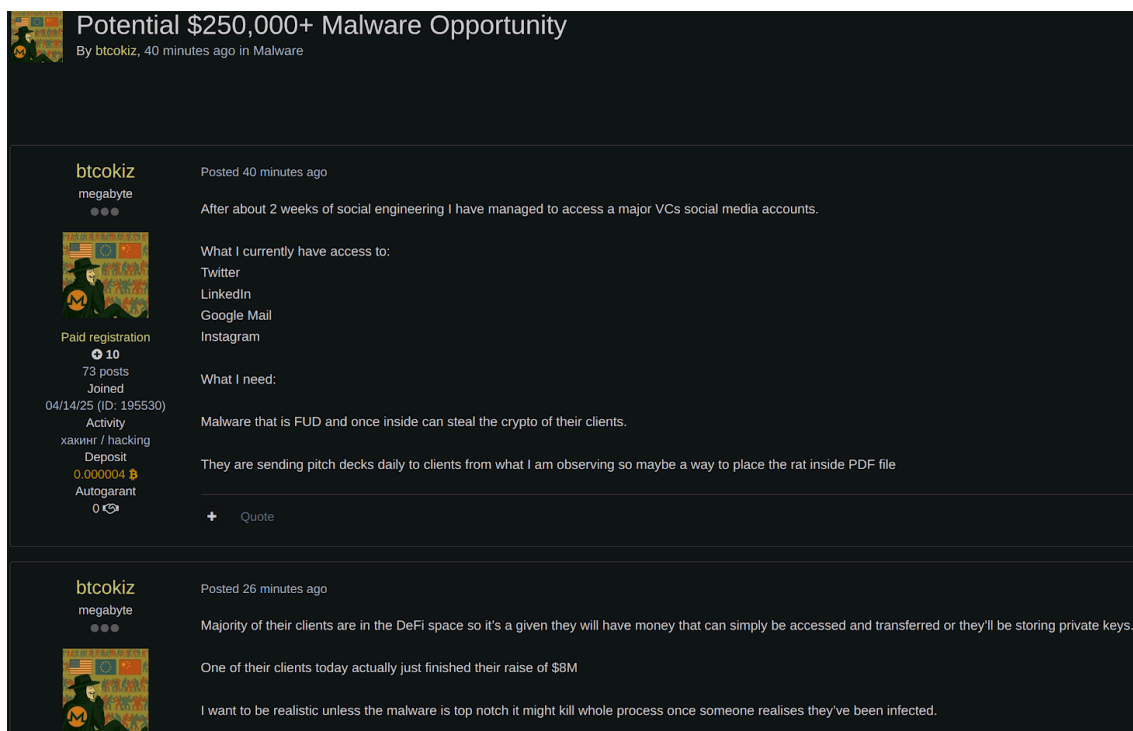 Potential $250,000+ Malware Opportunity
By btcokiz, 40 minutes ago in Malware
btcokiz
megabyte
Paid registration
10
73 posts
Joined
04/14/25 (ID: 195530)
Activity
хакинг / hacking
Deposit
0.000004 ₿
Autogarant
0
Posted 40 minutes ago
After about 2 weeks of social engineering I have managed to access a major VCs social media accounts.
What I currently have access to:
Twitter
LinkedIn
Google Mail
Instagram
What I need:
Malware that is FUD and once inside can steal the crypto of their clients.
They are sending pitch decks daily to clients from what I am observing so maybe a way to place the rat inside PDF file
+ Quote
btcokiz
megabyte
Posted 26 minutes ago
Majority of their clients are in the DeFi space so it's a given they will have money that can simply be accessed and transferred or they'll be storing private keys.
One of their clients today actually just finished their raise of $8M
I want to be realistic unless the malware is top notch it might kill whole process once someone realises they've been infected.